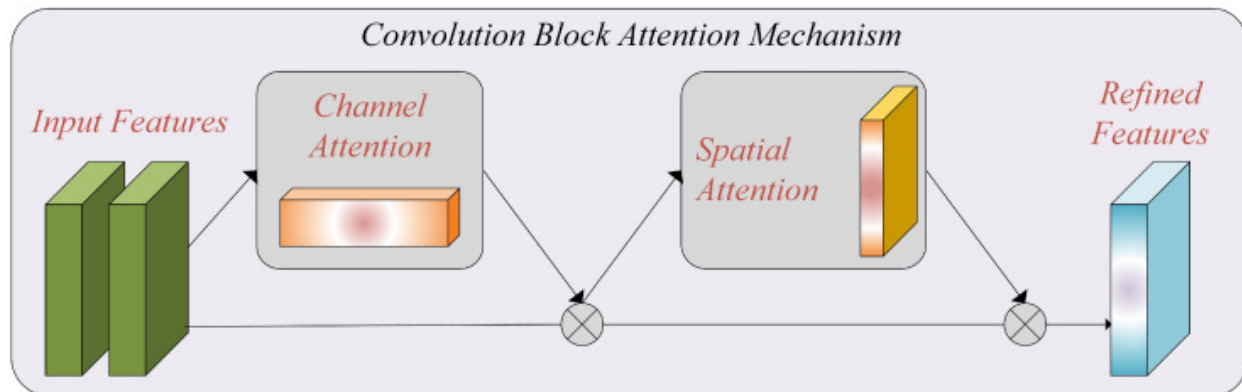 Convolution Block Attention Mechanism
Input Features
Channel
Attention
Spatial
Attention
Refined
Features